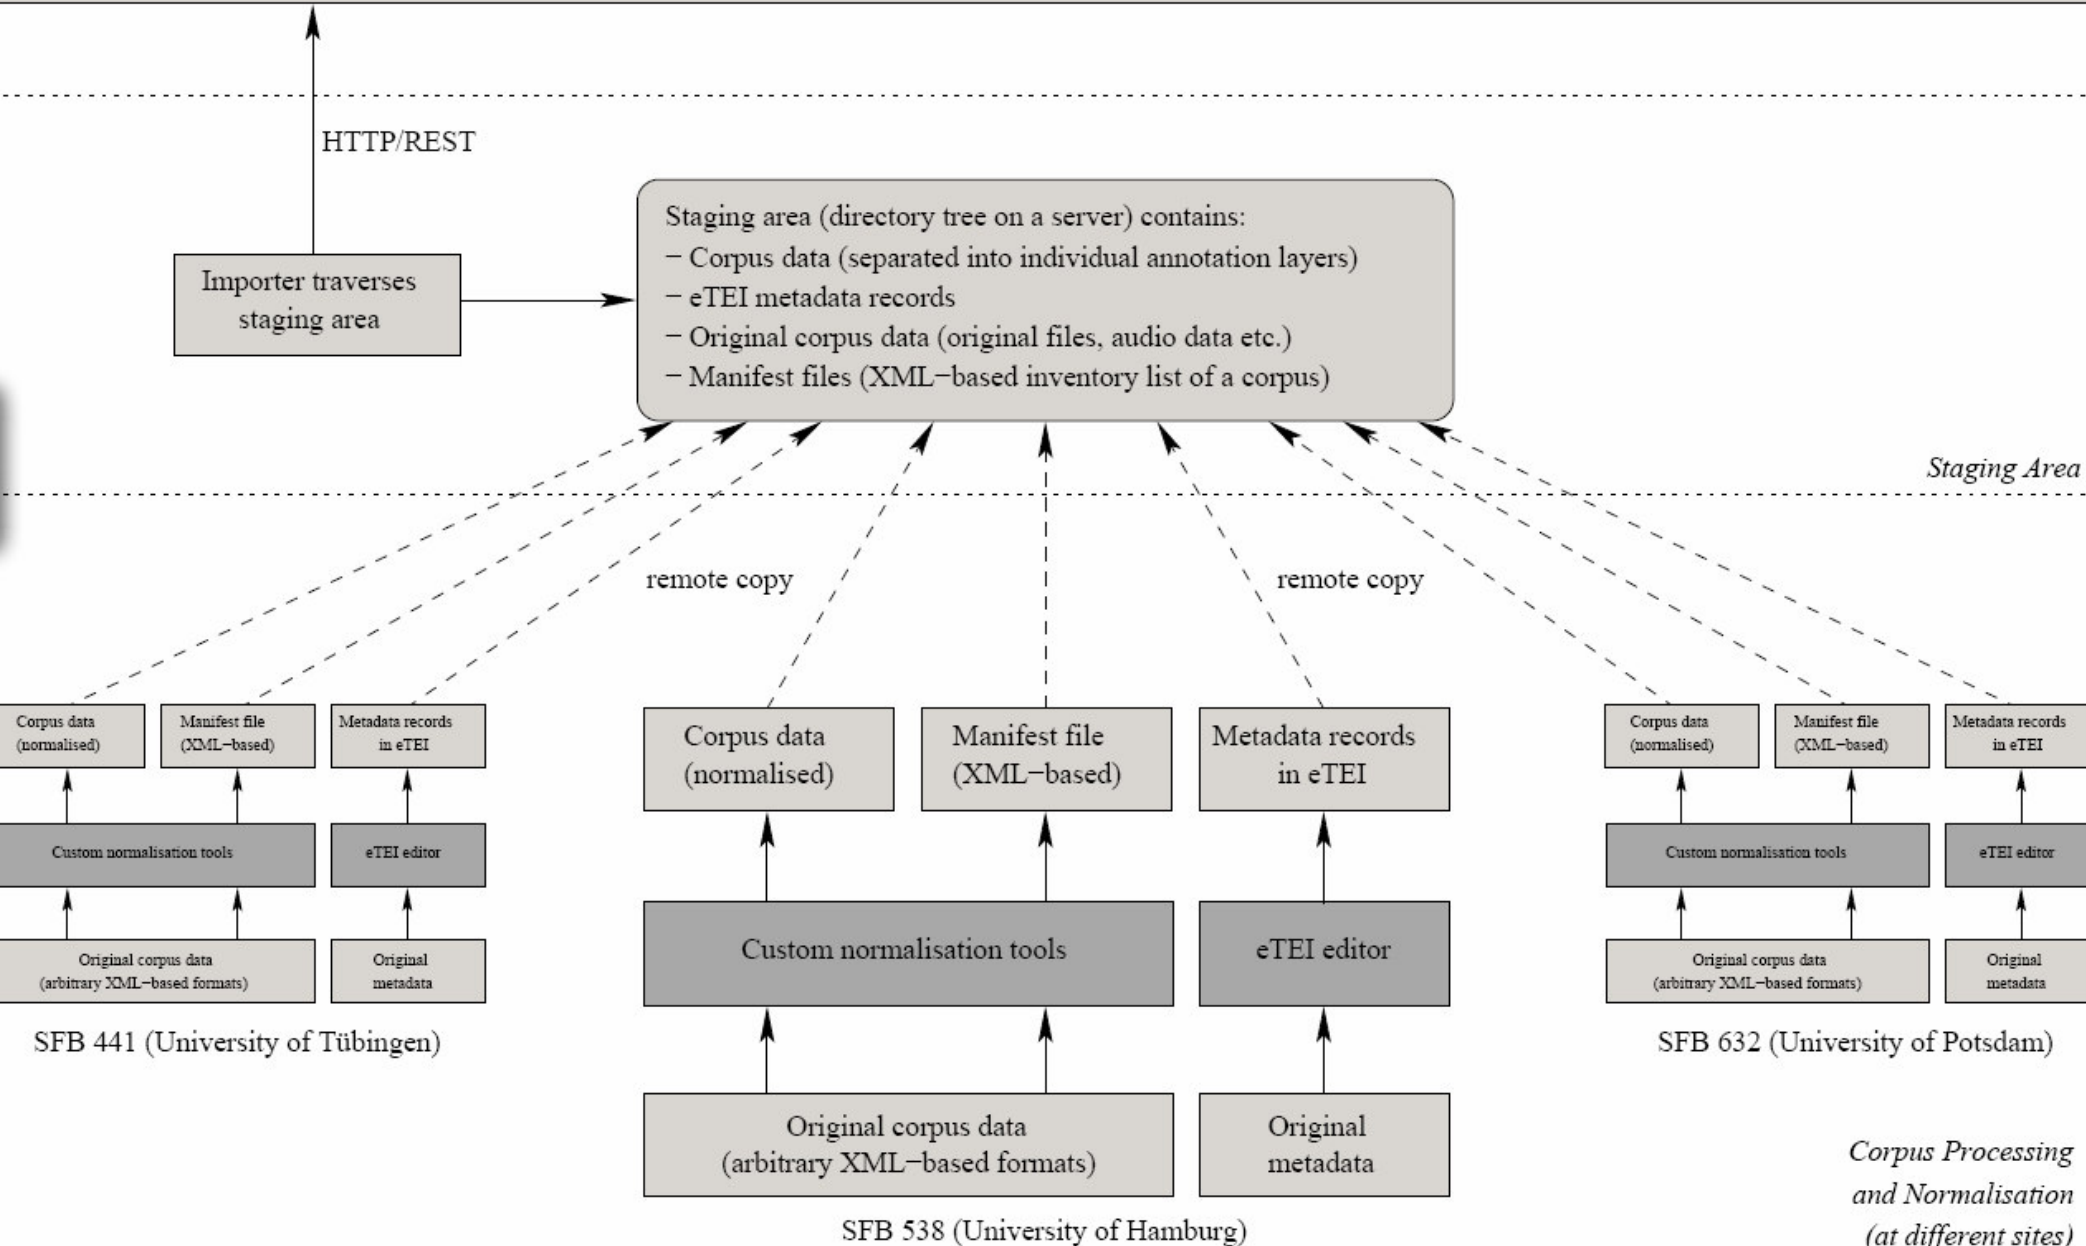 HTTP/REST
Importer traverses
staging area
Staging area (directory tree on a server) contains:
− Corpus data (separated into individual annotation layers)
− eTEI metadata records
− Original corpus data (original files, audio data etc.)
− Manifest files (XML−based inventory list of a corpus)
Staging Area
remote copy
remote copy
Corpus data
(normalised)
Manifest file
(XML−based)
Metadata records
in eTEI
Custom normalisation tools
eTEI editor
Original corpus data
(arbitrary XML−based formats)
Original
metadata
SFB 441 (University of Tübingen)
Corpus data
(normalised)
Manifest file
(XML−based)
Metadata records
in eTEI
Custom normalisation tools
eTEI editor
Original corpus data
(arbitrary XML−based formats)
Original
metadata
SFB 538 (University of Hamburg)
Corpus data
(normalised)
Manifest file
(XML−based)
Metadata records
in eTEI
Custom normalisation tools
eTEI editor
Original corpus data
(arbitrary XML−based formats)
Original
metadata
SFB 632 (University of Potsdam)
Corpus Processing
and Normalisation
(at different sites)